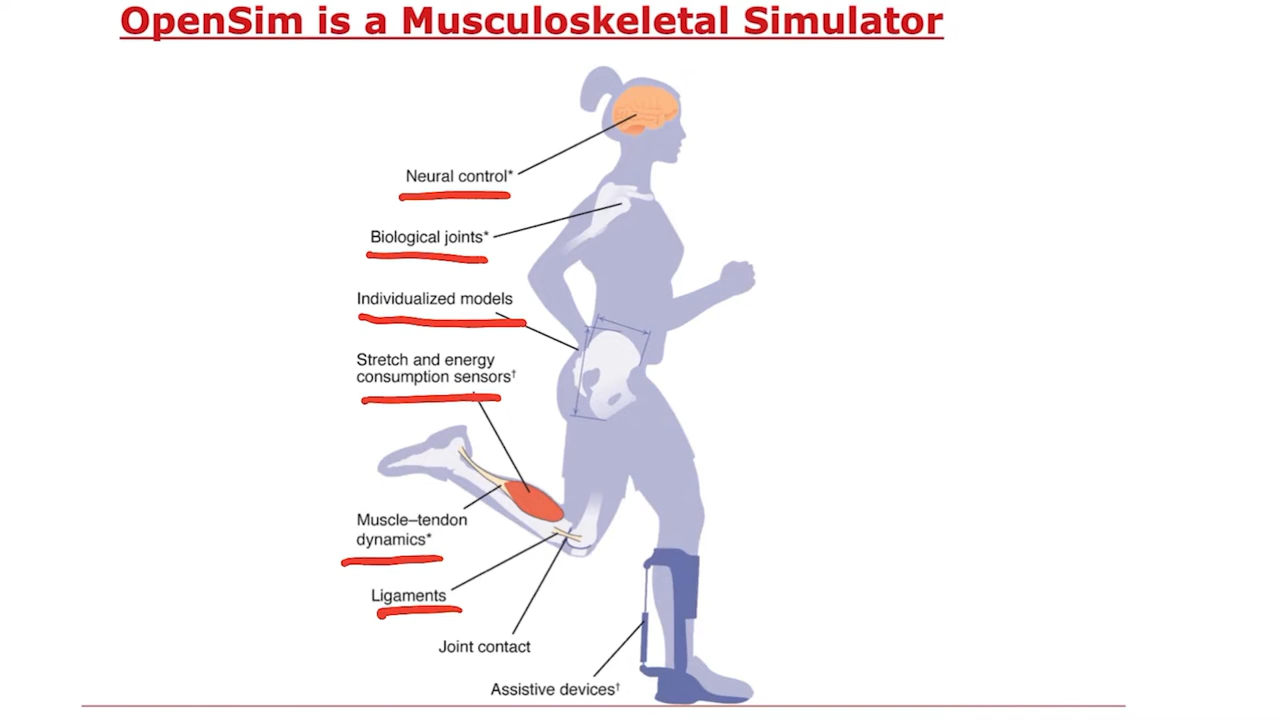 OpenSim is a Musculoskeletal Simulator
Neural control*
Biological joints*
Individualized models
Stretch and energy
consumption sensors†
Muscle–tendon
dynamics*
Ligaments
Joint contact
Assistive devices†